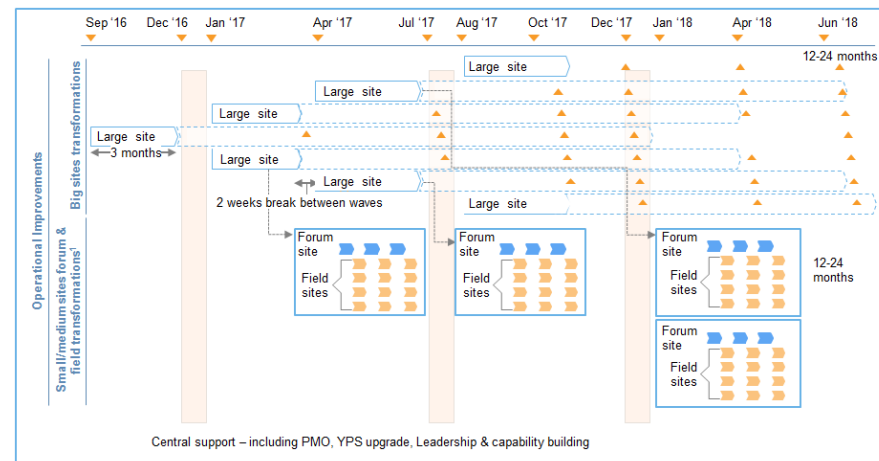 Sep '16 Dec '16 Jan '17 Apr '17 Jul '17 Aug '17 Oct '17 Dec '17 Jan '18 Apr '18 Jun '18
12-24 months
Large site
Large site
Large site
Large site
3 months
Large site
Large site
2 weeks break between waves
Large site
Operational Improvements
Big sites transformations
Small/medium sites forum &
field transformations¹
Forum
site
Field
sites
Forum
site
Field
sites
Forum
site
Field
sites
12-24
months
Forum
site
Field
sites
Central support – including PMO, YPS upgrade, Leadership & capability building